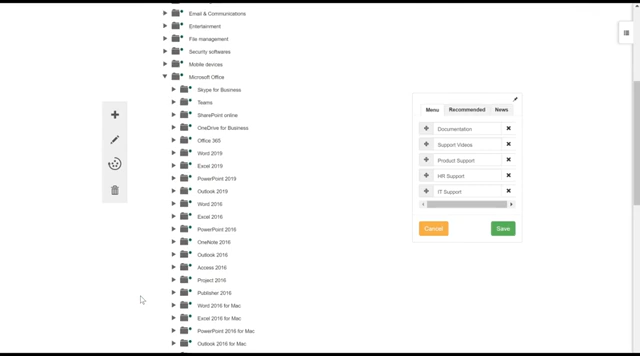 Email & Communications
Entertainment
File management
Security softwares
Mobile devices
Microsoft Office
Skype for Business
Teams
SharePoint online
OneDrive for Business
Office 365
Word 2019
Excel 2019
PowerPoint 2019
Outlook 2019
Word 2016
Excel 2016
PowerPoint 2016
OneNote 2016
Outlook 2016
Access 2016
Project 2016
Publisher 2016
Word 2016 for Mac
Excel 2016 for Mac
PowerPoint 2016 for Mac
Outlook 2016 for Mac
Menu Recommended News
Documentation
Support Videos
Product Support
HR Support
IT Support
Cancel Save